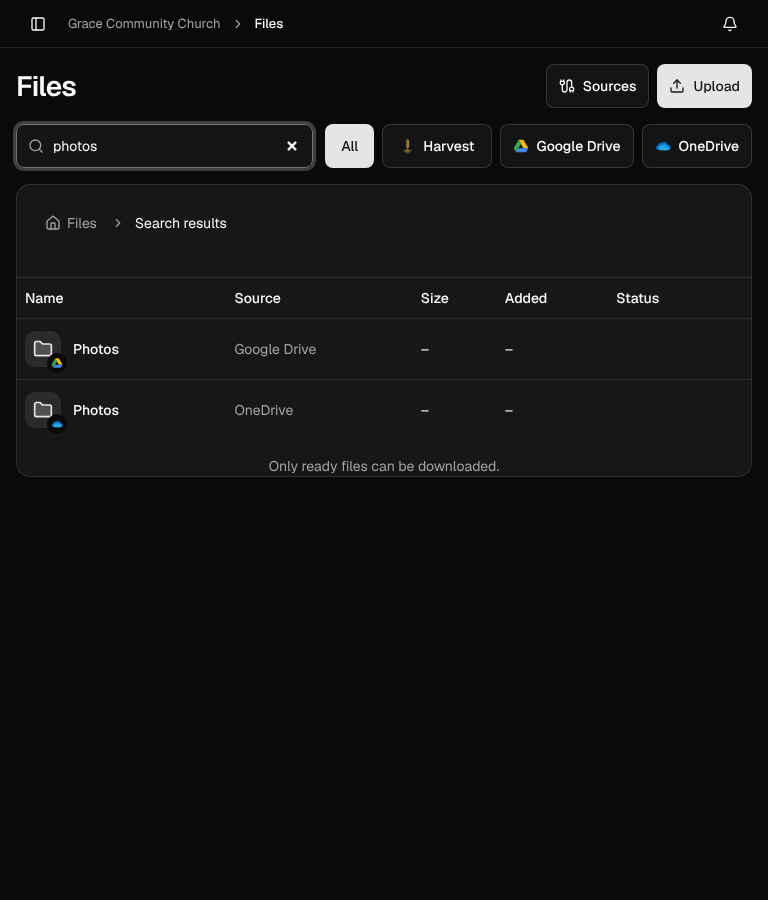 Grace Community Church > Files
Files
Sources
Upload
photos
All
Harvest
Google Drive
OneDrive
Files > Search results
Name Source Size Added Status
Photos Google Drive – –
Photos OneDrive – –
Only ready files can be downloaded.